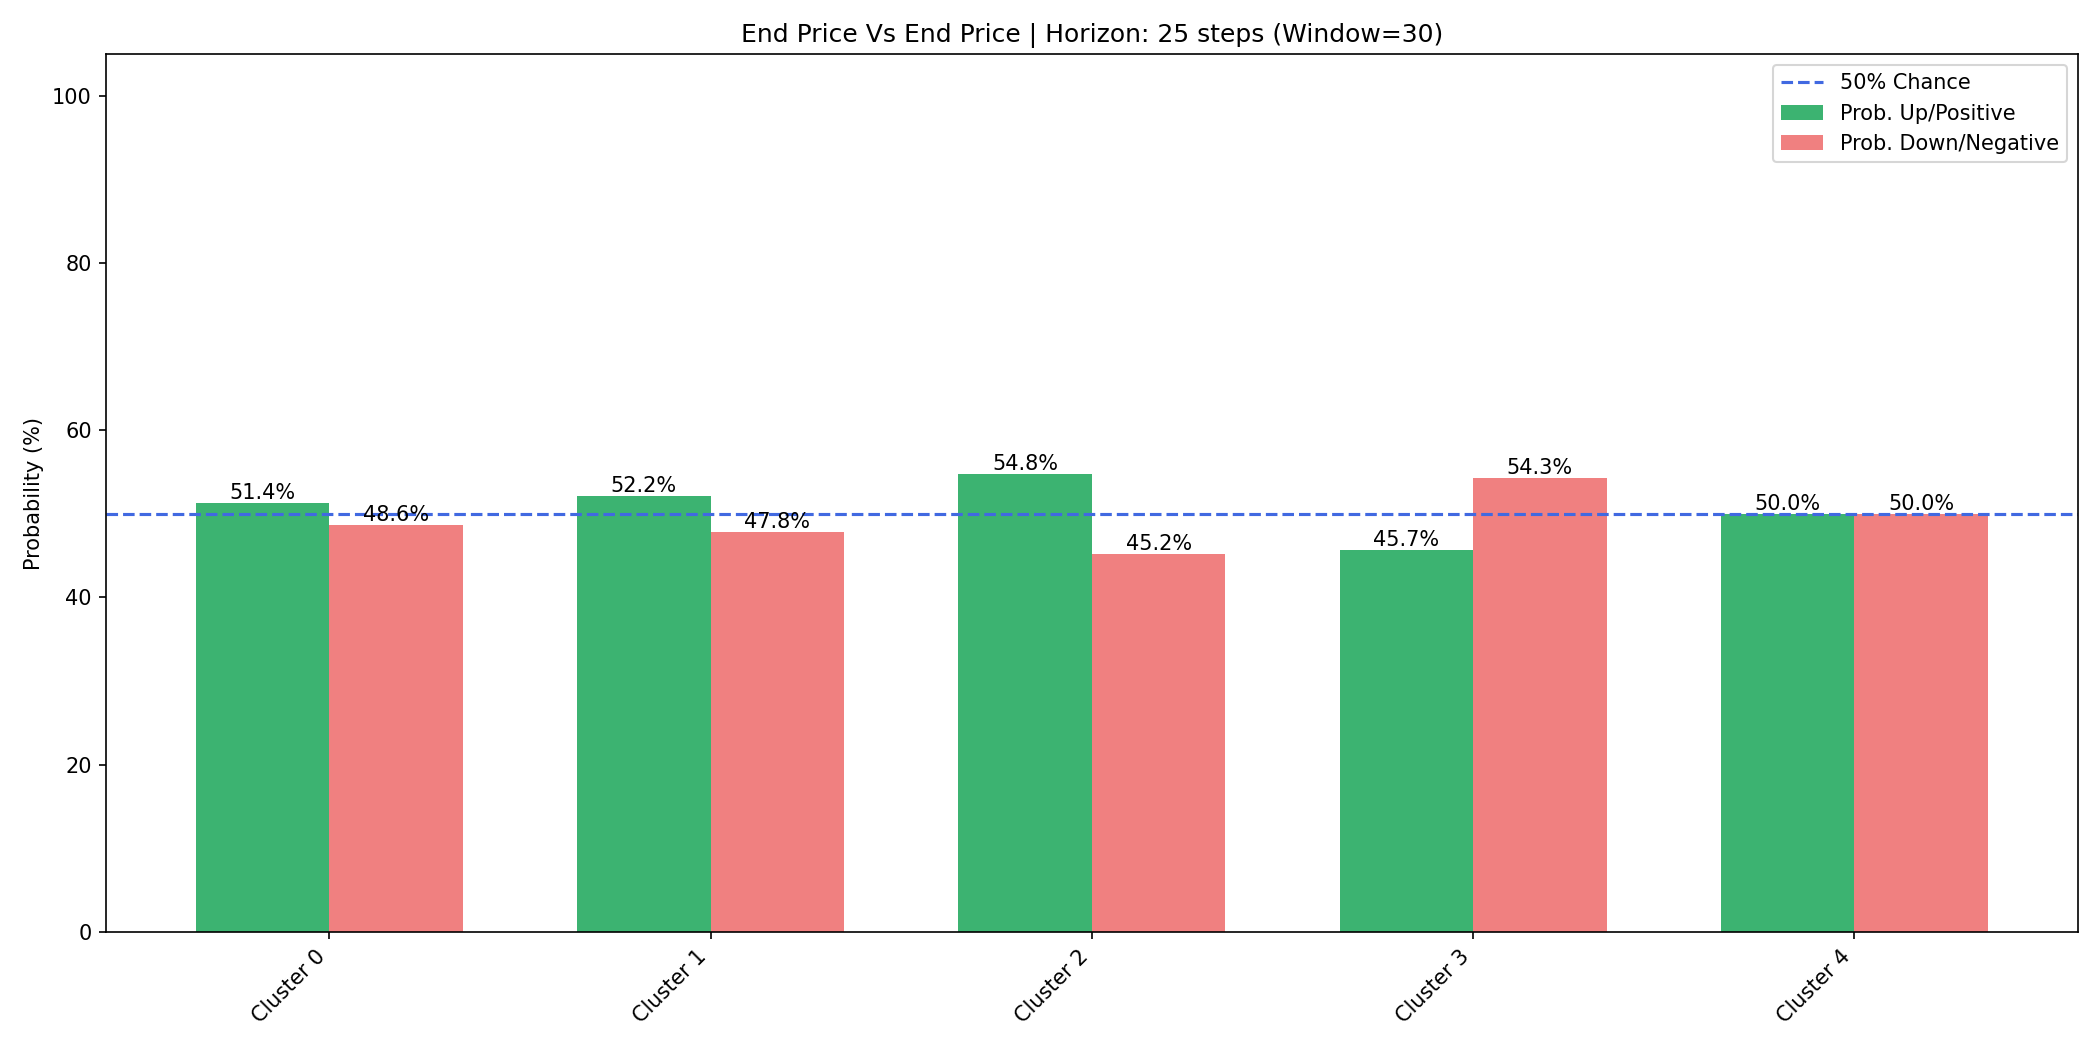 End Price Vs End Price | Horizon: 25 steps (Window=30)
50% Chance
Prob. Up/Positive
Prob. Down/Negative
Probability (%)
100
80
60
40
20
0
51.4%
48.6%
52.2%
47.8%
54.8%
45.2%
45.7%
54.3%
50.0%
50.0%
Cluster 0
Cluster 1
Cluster 2
Cluster 3
Cluster 4